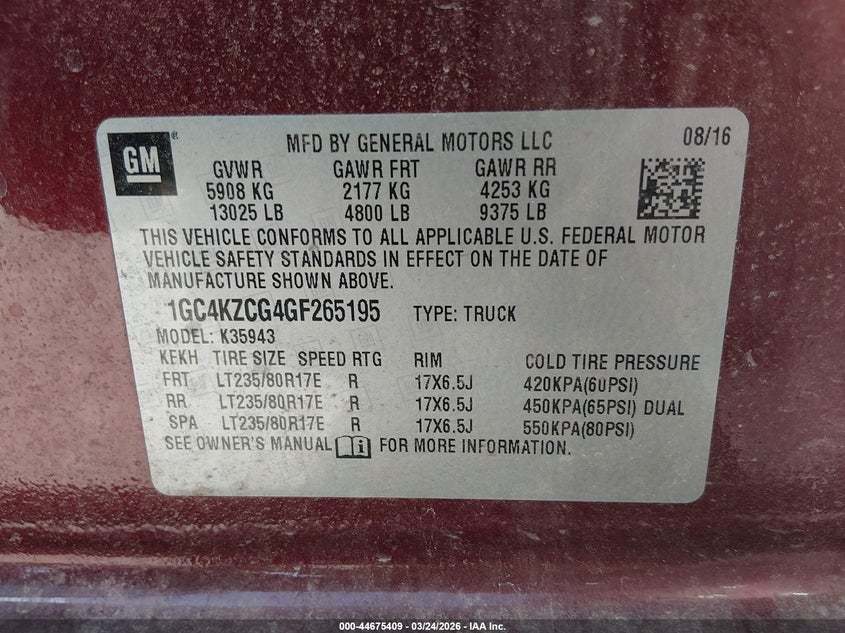 GM ® MFD BY GENERAL MOTORS LLC 08/16
GVWR GAWR FRT GAWR RR
5908 KG 2177 KG 4253 KG
13025 LB 4800 LB 9375 LB
THIS VEHICLE CONFORMS TO ALL APPLICABLE U.S. FEDERAL MOTOR
VEHICLE SAFETY STANDARDS IN EFFECT ON THE DATE OF
MANUFACTURE SHOWN ABOVE.
1GC4KZCG4GF265195 TYPE: TRUCK
MODEL: K35943
KEKH TIRE SIZE SPEED RTG RIM COLD TIRE PRESSURE
FRT LT235/80R17E R 17X6.5J 420KPA(60PSI)
RR LT235/80R17E R 17X6.5J 450KPA(65PSI) DUAL
SPA LT235/80R17E R 17X6.5J 550KPA(80PSI)
SEE OWNER'S MANUAL FOR MORE INFORMATION.
000-44675409 - 03/24/2026 - IAA Inc.